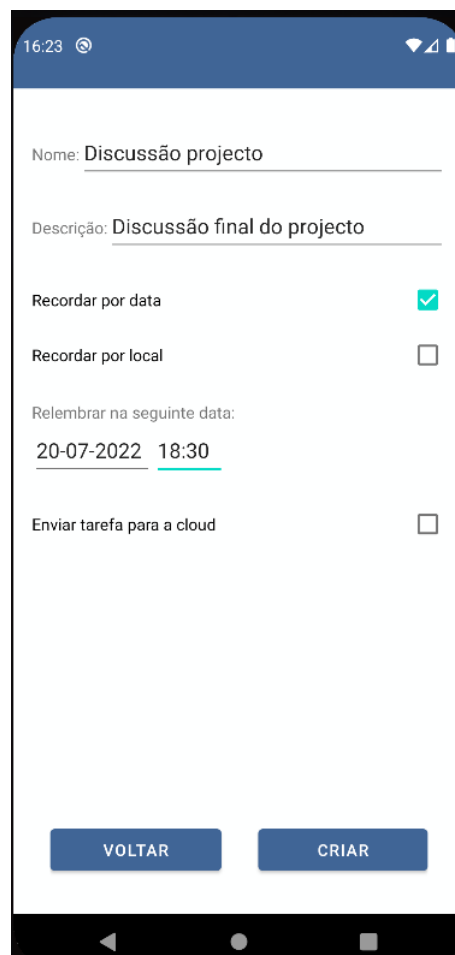 16:23
Nome: Discussão projecto
Descrição: Discussão final do projecto
Recordar por data
Recordar por local
Relembrar na seguinte data:
20-07-2022 18:30
Enviar tarefa para a cloud
VOLTAR CRIAR